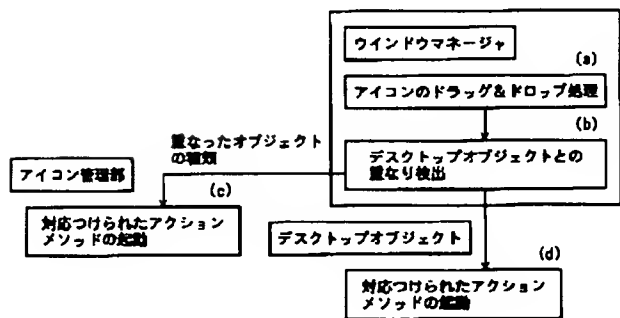 ウインドウマネージャ
(a)
アイコンのドラッグ&ドロップ処理
(b)
デスクトップオブジェクトとの
重なり検出
重なったオブジェクト
の種類
アイコン管理部
(c)
対応つけられたアクション
メソッドの起動
デスクトップオブジェクト
(d)
対応つけられたアクション
メソッドの起動